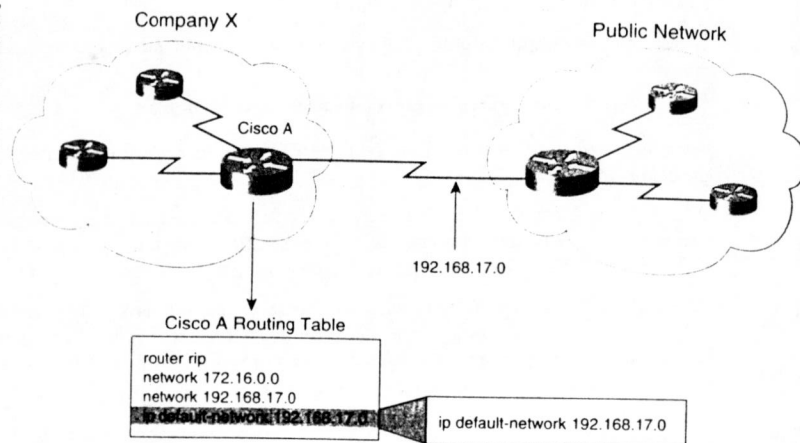 Company X
Public Network
Cisco A
192.168.17.0
Cisco A Routing Table
router rip
network 172.16.0.0
network 192.168.17.0
ip default-network 192.168.17.0
ip default-network 192.168.17.0